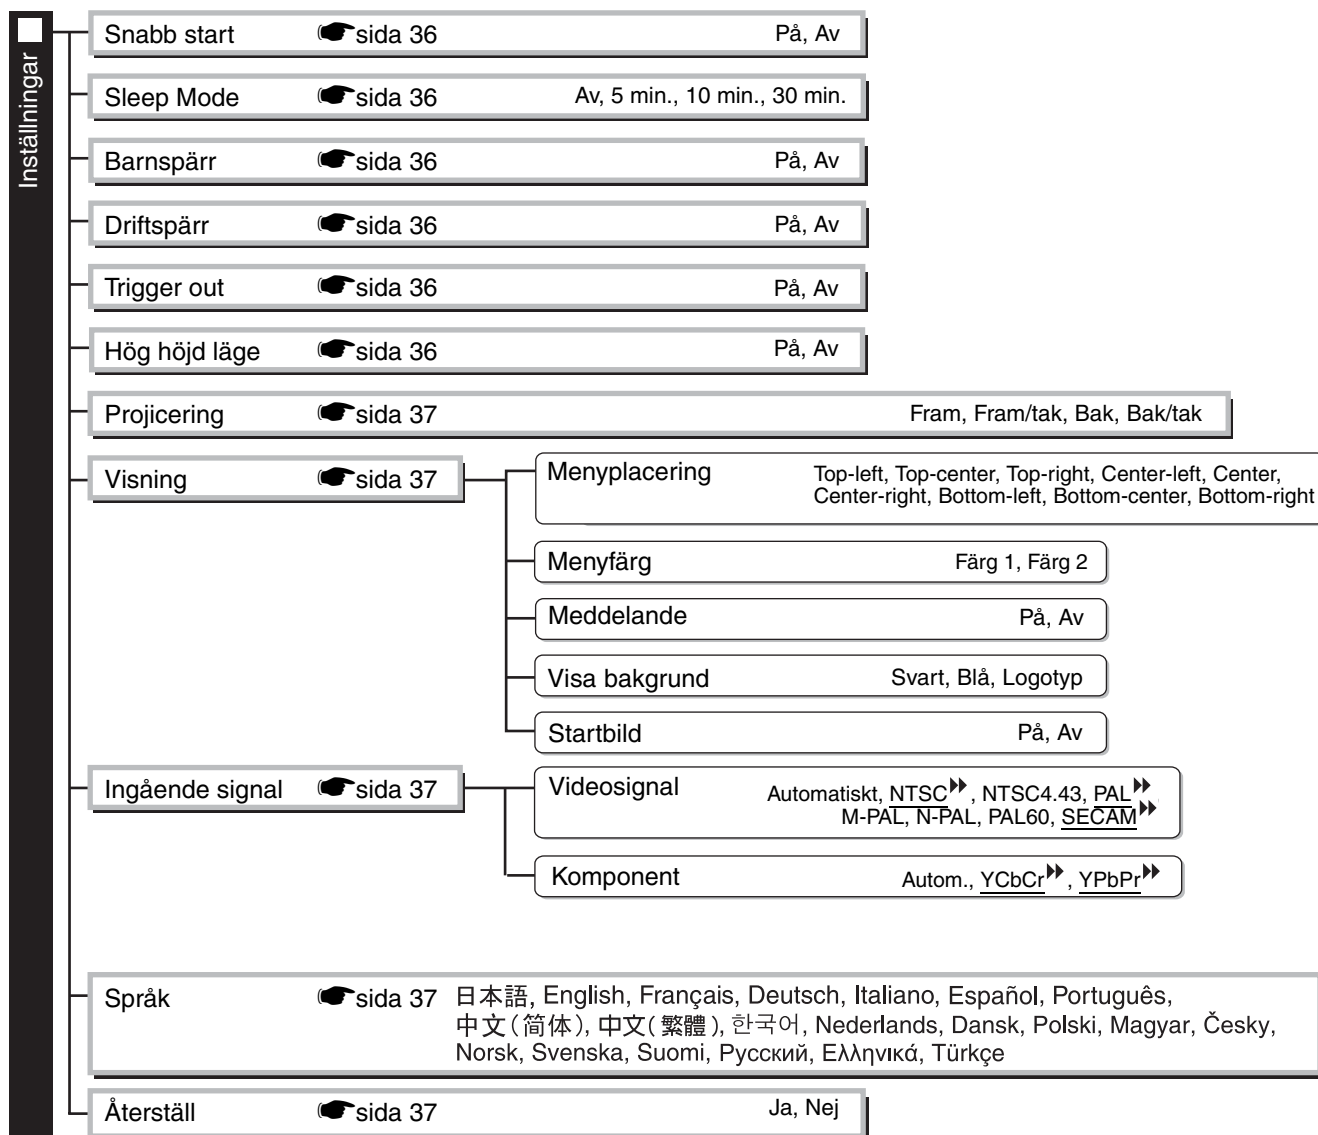 Inställningar
Snabb start sida 36 På, Av
Sleep Mode sida 36 Av, 5 min., 10 min., 30 min.
Barnspärr sida 36 På, Av
Driftspärr sida 36 På, Av
Trigger out sida 36 På, Av
Hög höjd läge sida 36 På, Av
Projicering sida 37 Fram, Fram/tak, Bak, Bak/tak
Visning sida 37
Menyplacering Top-left, Top-center, Top-right, Center-left, Center,
Center-right, Bottom-left, Bottom-center, Bottom-right
Menyfärg Färg 1, Färg 2
Meddelande På, Av
Visa bakgrund Svart, Blå, Logotyp
Startbild På, Av
Ingående signal sida 37
Videosignal Automatiskt, NTSC, NTSC4.43, PAL
M-PAL, N-PAL, PAL60, SECAM
Komponent Autom., YCbCr, YPbPr
Språk sida 37 日本語, English, Français, Deutsch, Italiano, Español, Português,
中文(简体), 中文(繁體), 한국어, Nederlands, Dansk, Polski, Magyar, Česky,
Norsk, Svenska, Suomi, Русский, Ελληνικά, Türkçe
Återställ sida 37 Ja, Nej